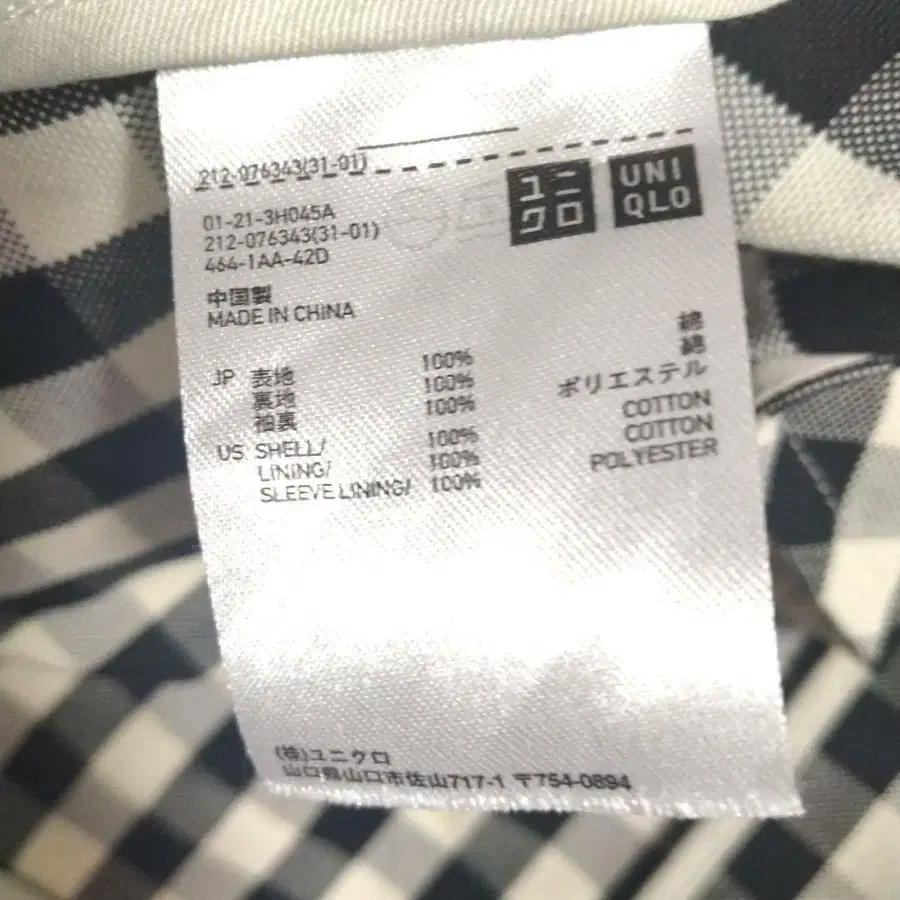 212-076343(31-01)
ユニクロ
UNIQLO
01-21-3H045A
212-076343(31-01)
464-1AA-42D
中国製
MADE IN CHINA
JP 表地 100% 綿
裏地 100% 綿
袖裏 100% ポリエステル
US SHELL/ 100% COTTON
LINING/ 100% COTTON
SLEEVE LINING/ 100% POLYESTER
(株)ユニクロ
山口県山口市佐山717-1 〒754-0894